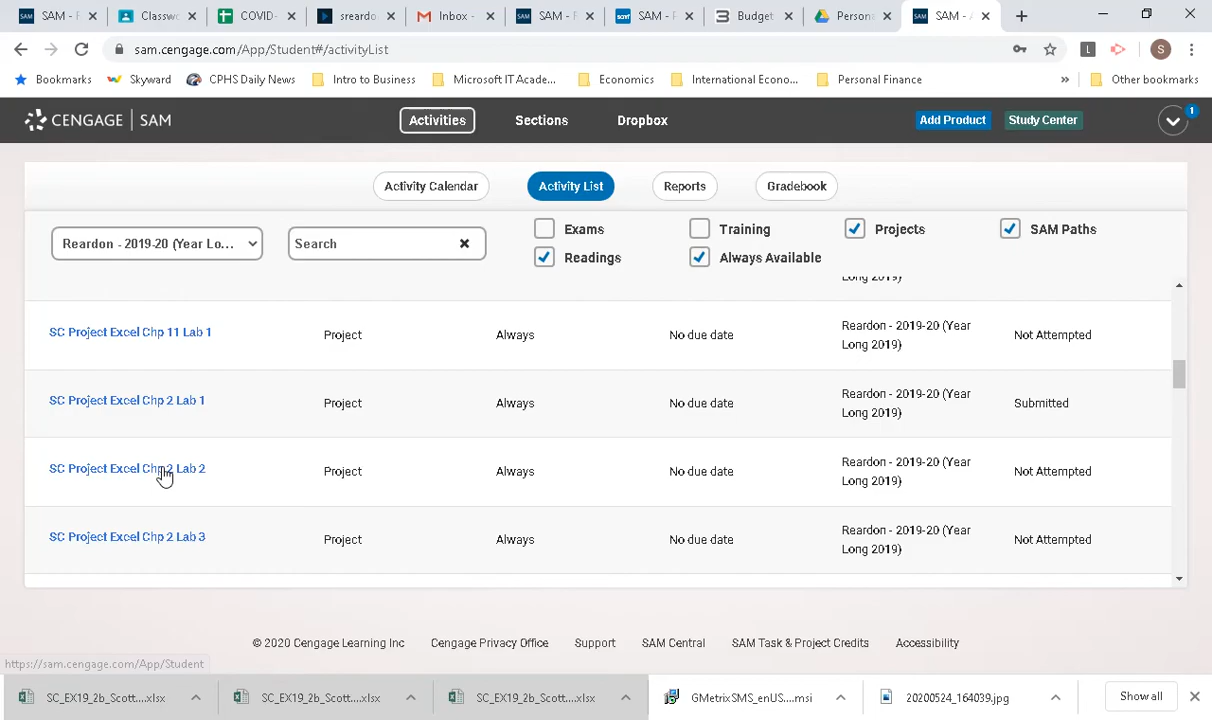 SAM - F
Classwo
COVID-
sreardo
Inbox -
SAM - F
SAM - F
Budget
Persona
SAM - A
sam.cengage.com/App/Student#/activityList
S
Bookmarks
Skyward
CPHS Daily News
Intro to Business
Microsoft IT Acade...
Economics
International Econo...
Personal Finance
»
Other bookmarks
CENGAGE | SAM
Activities
Sections
Dropbox
Add Product
Study Center
1
Activity Calendar
Activity List
Reports
Gradebook
Reardon - 2019-20 (Year Lo...
Search
Exams
Training
Projects
SAM Paths
Readings
Always Available
Long 2019)
SC Project Excel Chp 11 Lab 1
Project
Always
No due date
Reardon - 2019-20 (Year
Long 2019)
Not Attempted
SC Project Excel Chp 2 Lab 1
Project
Always
No due date
Reardon - 2019-20 (Year
Long 2019)
Submitted
SC Project Excel Chp 2 Lab 2
Project
Always
No due date
Reardon - 2019-20 (Year
Long 2019)
Not Attempted
SC Project Excel Chp 2 Lab 3
Project
Always
No due date
Reardon - 2019-20 (Year
Long 2019)
Not Attempted
© 2020 Cengage Learning Inc
Cengage Privacy Office
Support
SAM Central
SAM Task & Project Credits
Accessibility
https://sam.cengage.com/App/Student
SC_EX19_2b_Scott....xlsx
SC_EX19_2b_Scott....xlsx
SC_EX19_2b_Scott....xlsx
GMetrixSMS_enUS....msi
20200524_164039.jpg
Show all